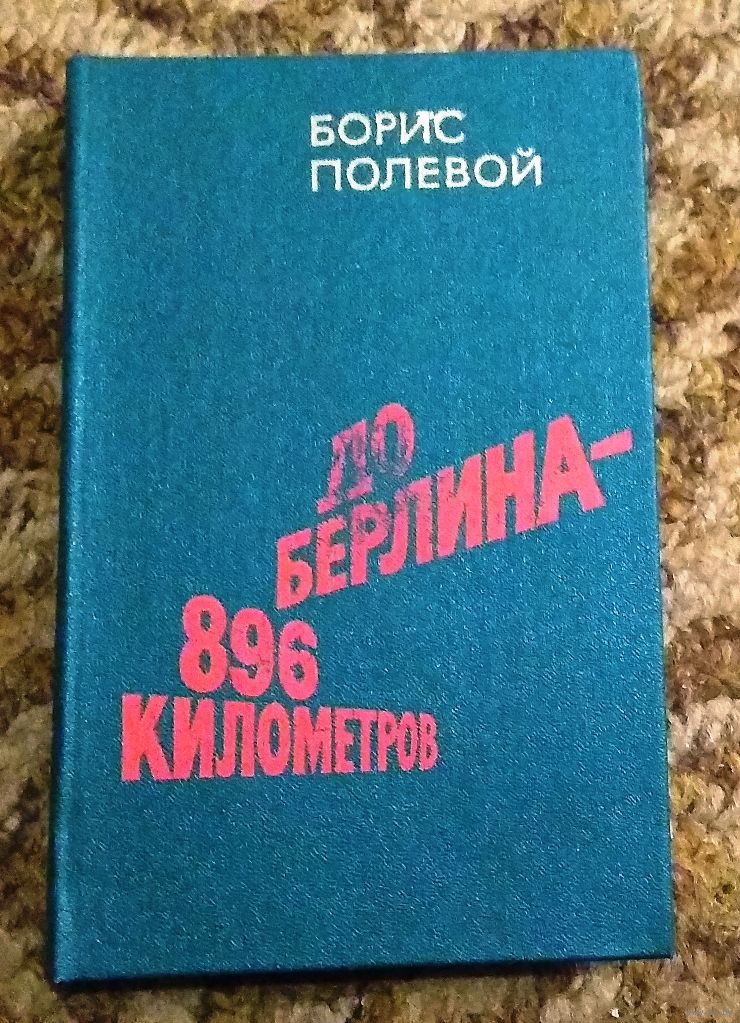 БОРИС
ПОЛЕВОЙ
ДО
БЕРЛИНА–
896
КИЛОМЕТРОВ